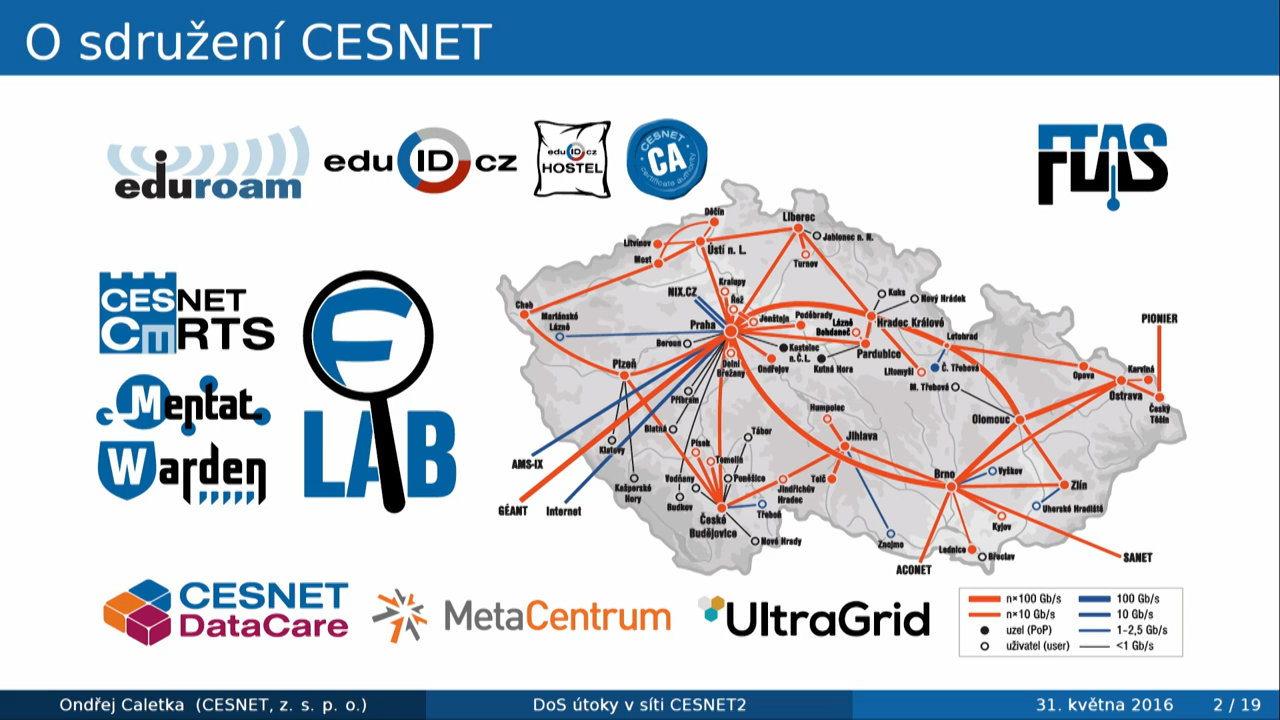 O sdružení CESNET
eduroam
edu ID cz
edu ID cz
HOSTEL
CESNET
CA
certificate authority
FTAS
CESNET
CERTS
Mentat
Warden
F
LAB
Děčín
Liberec
Litvínov
Ústí n. L.
Jablonec n. N.
Most
Turnov
Kralupy
NIX.CZ
Řež
Kuks
Nový Hrádek
Cheb
Mariánské
Lázně
Praha
Jenštejn
Poděbrady
Lázně
Bohdaneč
Hradec Králové
PIONIER
Beroun
Kostelec
n.Č.L.
Pardubice
Letohrad
Plzeň
Dolní
Břežany
Ondřejov
Kutná Hora
Litomyšl
Č. Třebová
M. Třebová
Opava
Karviná
Ostrava
Český
Těšín
Příbram
Blatná
Humpolec
Olomouc
Klatovy
Písek
Tábor
Jihlava
AMS-IX
Temelín
Kašperské
Hory
Vodňany
Poněšice
Jindřichův
Hradec
Telč
Brno
Vyškov
Zlín
GÉANT
Internet
Budkov
České
Budějovice
Třeboň
Uherské Hradiště
Kyjov
Nové Hrady
Znojmo
Lednice
Břeclav
SANET
ACONET
CESNET
DataCare
MetaCentrum
UltraGrid
n×100 Gb/s
100 Gb/s
n×10 Gb/s
10 Gb/s
uzel (PoP)
1–2,5 Gb/s
uživatel (user)
<1 Gb/s
Ondřej Caletka (CESNET, z. s. p. o.)
DoS útoky v síti CESNET2
31. května 2016
2 / 19